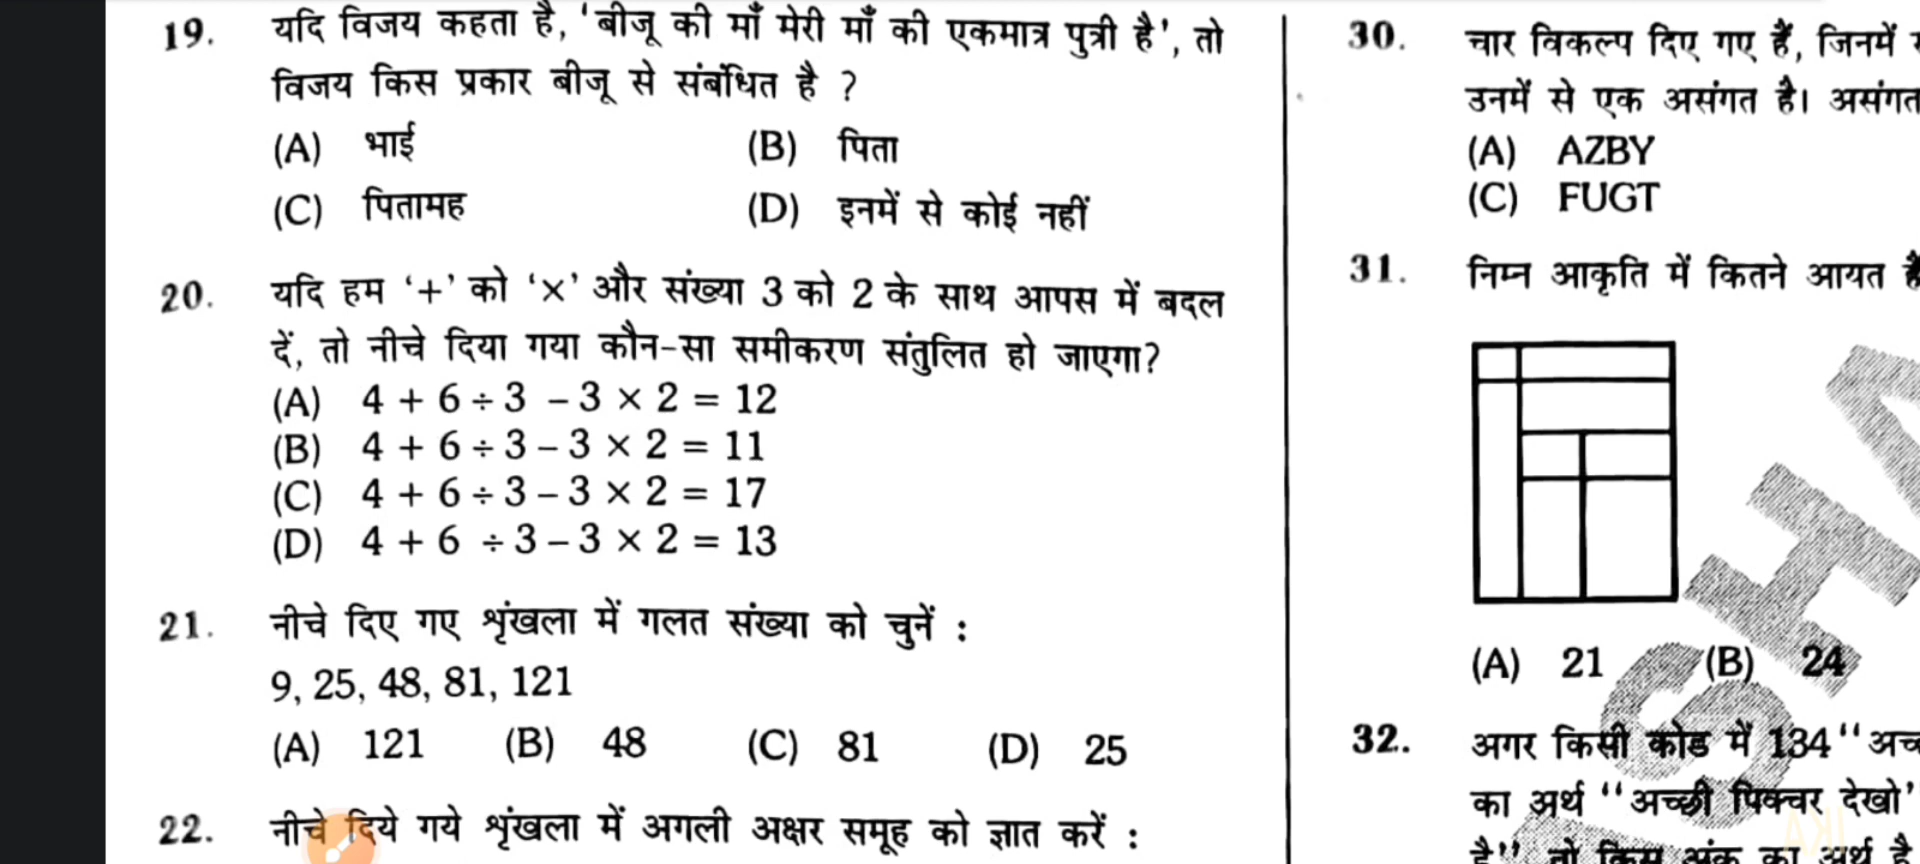 19. यदि विजय कहता है, 'बीजू की माँ मेरी माँ की एकमात्र पुत्री है', तो
विजय किस प्रकार बीजू से संबंधित है ?
(A) भाई (B) पिता
(C) पितामह (D) इनमें से कोई नहीं
20. यदि हम '+' को '×' और संख्या 3 को 2 के साथ आपस में बदल
दें, तो नीचे दिया गया कौन-सा समीकरण संतुलित हो जाएगा?
(A) 4 + 6 ÷ 3 – 3 × 2 = 12
(B) 4 + 6 ÷ 3 – 3 × 2 = 11
(C) 4 + 6 ÷ 3 – 3 × 2 = 17
(D) 4 + 6 ÷ 3 – 3 × 2 = 13
21. नीचे दिए गए शृंखला में गलत संख्या को चुनें :
9, 25, 48, 81, 121
(A) 121 (B) 48 (C) 81 (D) 25
22. नीचे दिये गये शृंखला में अगली अक्षर समूह को ज्ञात करें :
30. चार विकल्प दिए गए हैं, जिनमें
उनमें से एक असंगत है। असंगत
(A) AZBY
(C) FUGT
31. निम्न आकृति में कितने आयत
(A) 21 (B) 24
32. अगर किसी कोड में 134 "
का अर्थ "अच्छी पिक्चर देखो'
है" तो किस अंक का अर्थ है